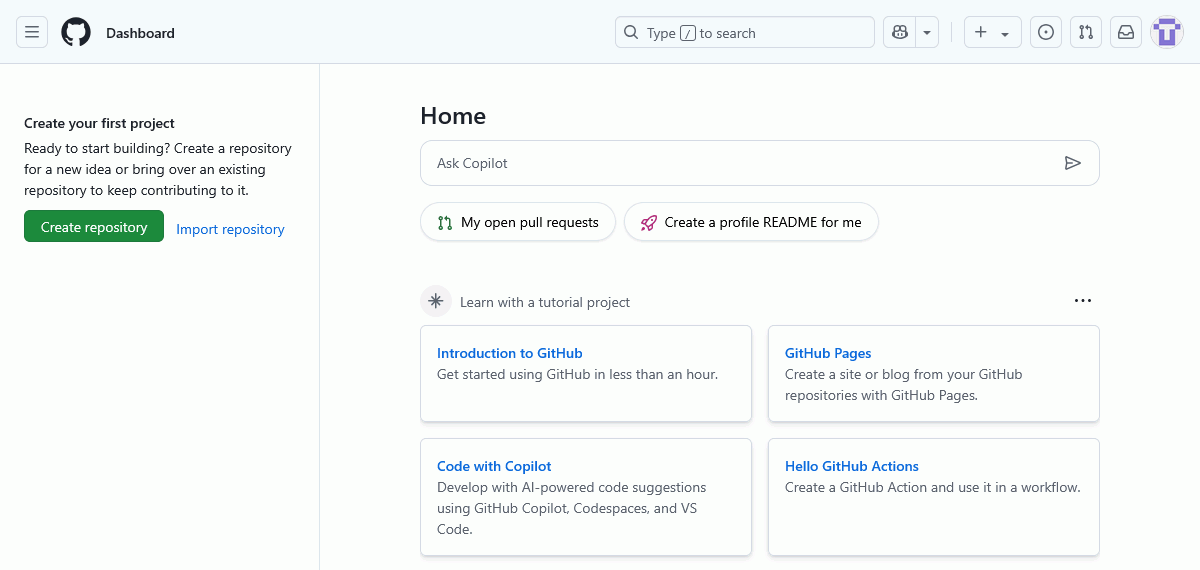 Dashboard
Type / to search
Create your first project
Ready to start building? Create a repository
for a new idea or bring over an existing
repository to keep contributing to it.
Create repository
Import repository
Home
Ask Copilot
My open pull requests
Create a profile README for me
Learn with a tutorial project
Introduction to GitHub
Get started using GitHub in less than an hour.
GitHub Pages
Create a site or blog from your GitHub
repositories with GitHub Pages.
Code with Copilot
Develop with AI-powered code suggestions
using GitHub Copilot, Codespaces, and VS
Code.
Hello GitHub Actions
Create a GitHub Action and use it in a workflow.